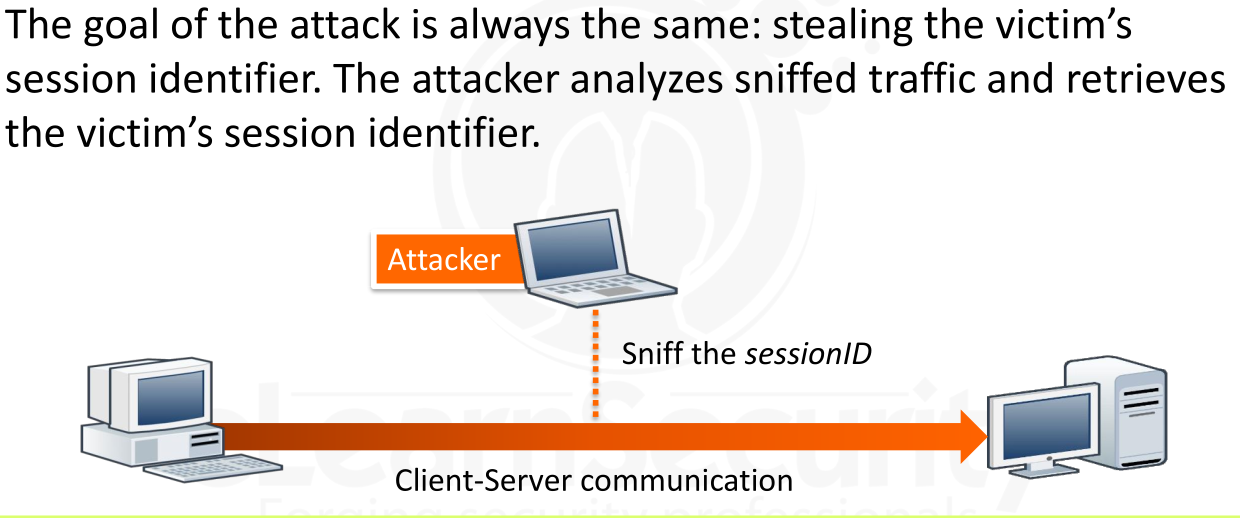 The goal of the attack is always the same: stealing the victim’s
session identifier. The attacker analyzes sniffed traffic and retrieves
the victim’s session identifier.
Attacker
Sniff the sessionID
Client-Server communication
eLearnSecurity
Forging security professionals